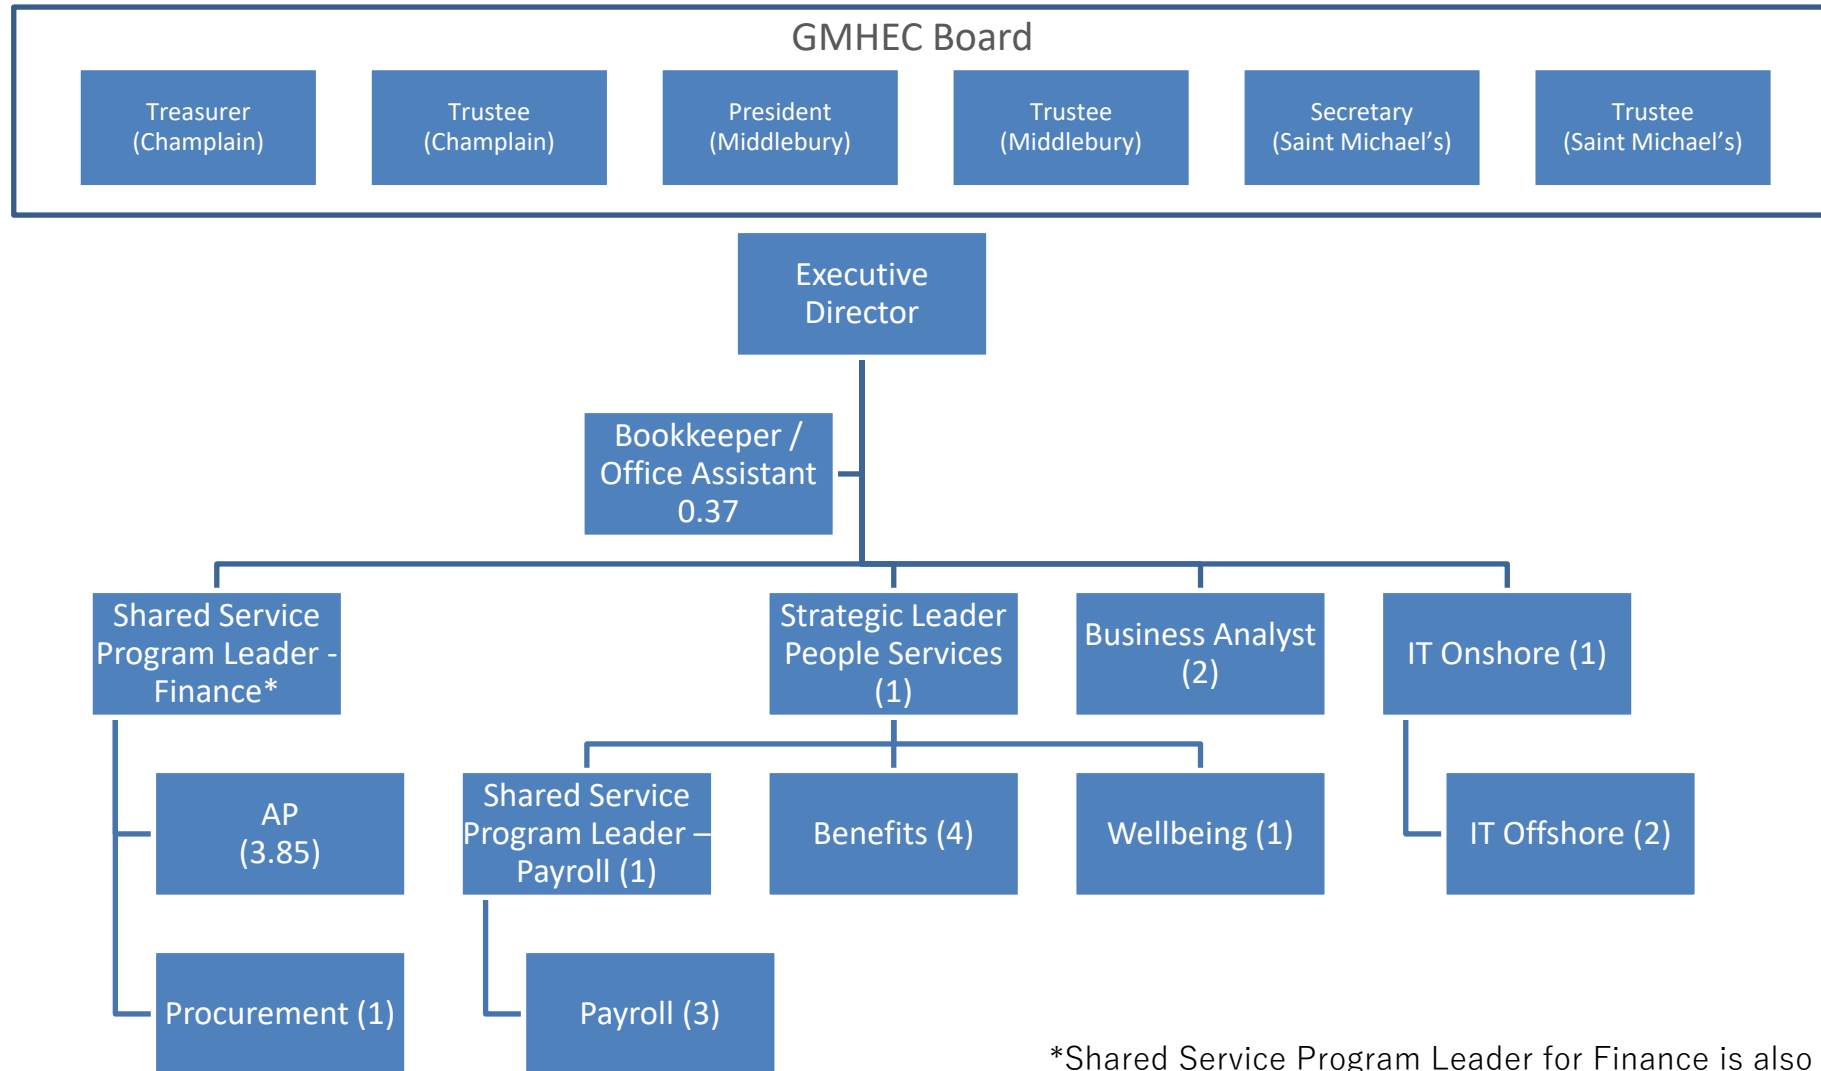 GMHEC Board
Treasurer
(Champlain)
Trustee
(Champlain)
President
(Middlebury)
Trustee
(Middlebury)
Secretary
(Saint Michael’s)
Trustee
(Saint Michael’s)
Executive
Director
Bookkeeper /
Office Assistant
0.37
Shared Service
Program Leader -
Finance*
Strategic Leader
People Services
(1)
Business Analyst
(2)
IT Onshore (1)
AP
(3.85)
Shared Service
Program Leader –
Payroll (1)
Benefits (4)
Wellbeing (1)
IT Offshore (2)
Procurement (1)
Payroll (3)
*Shared Service Program Leader for Finance is also